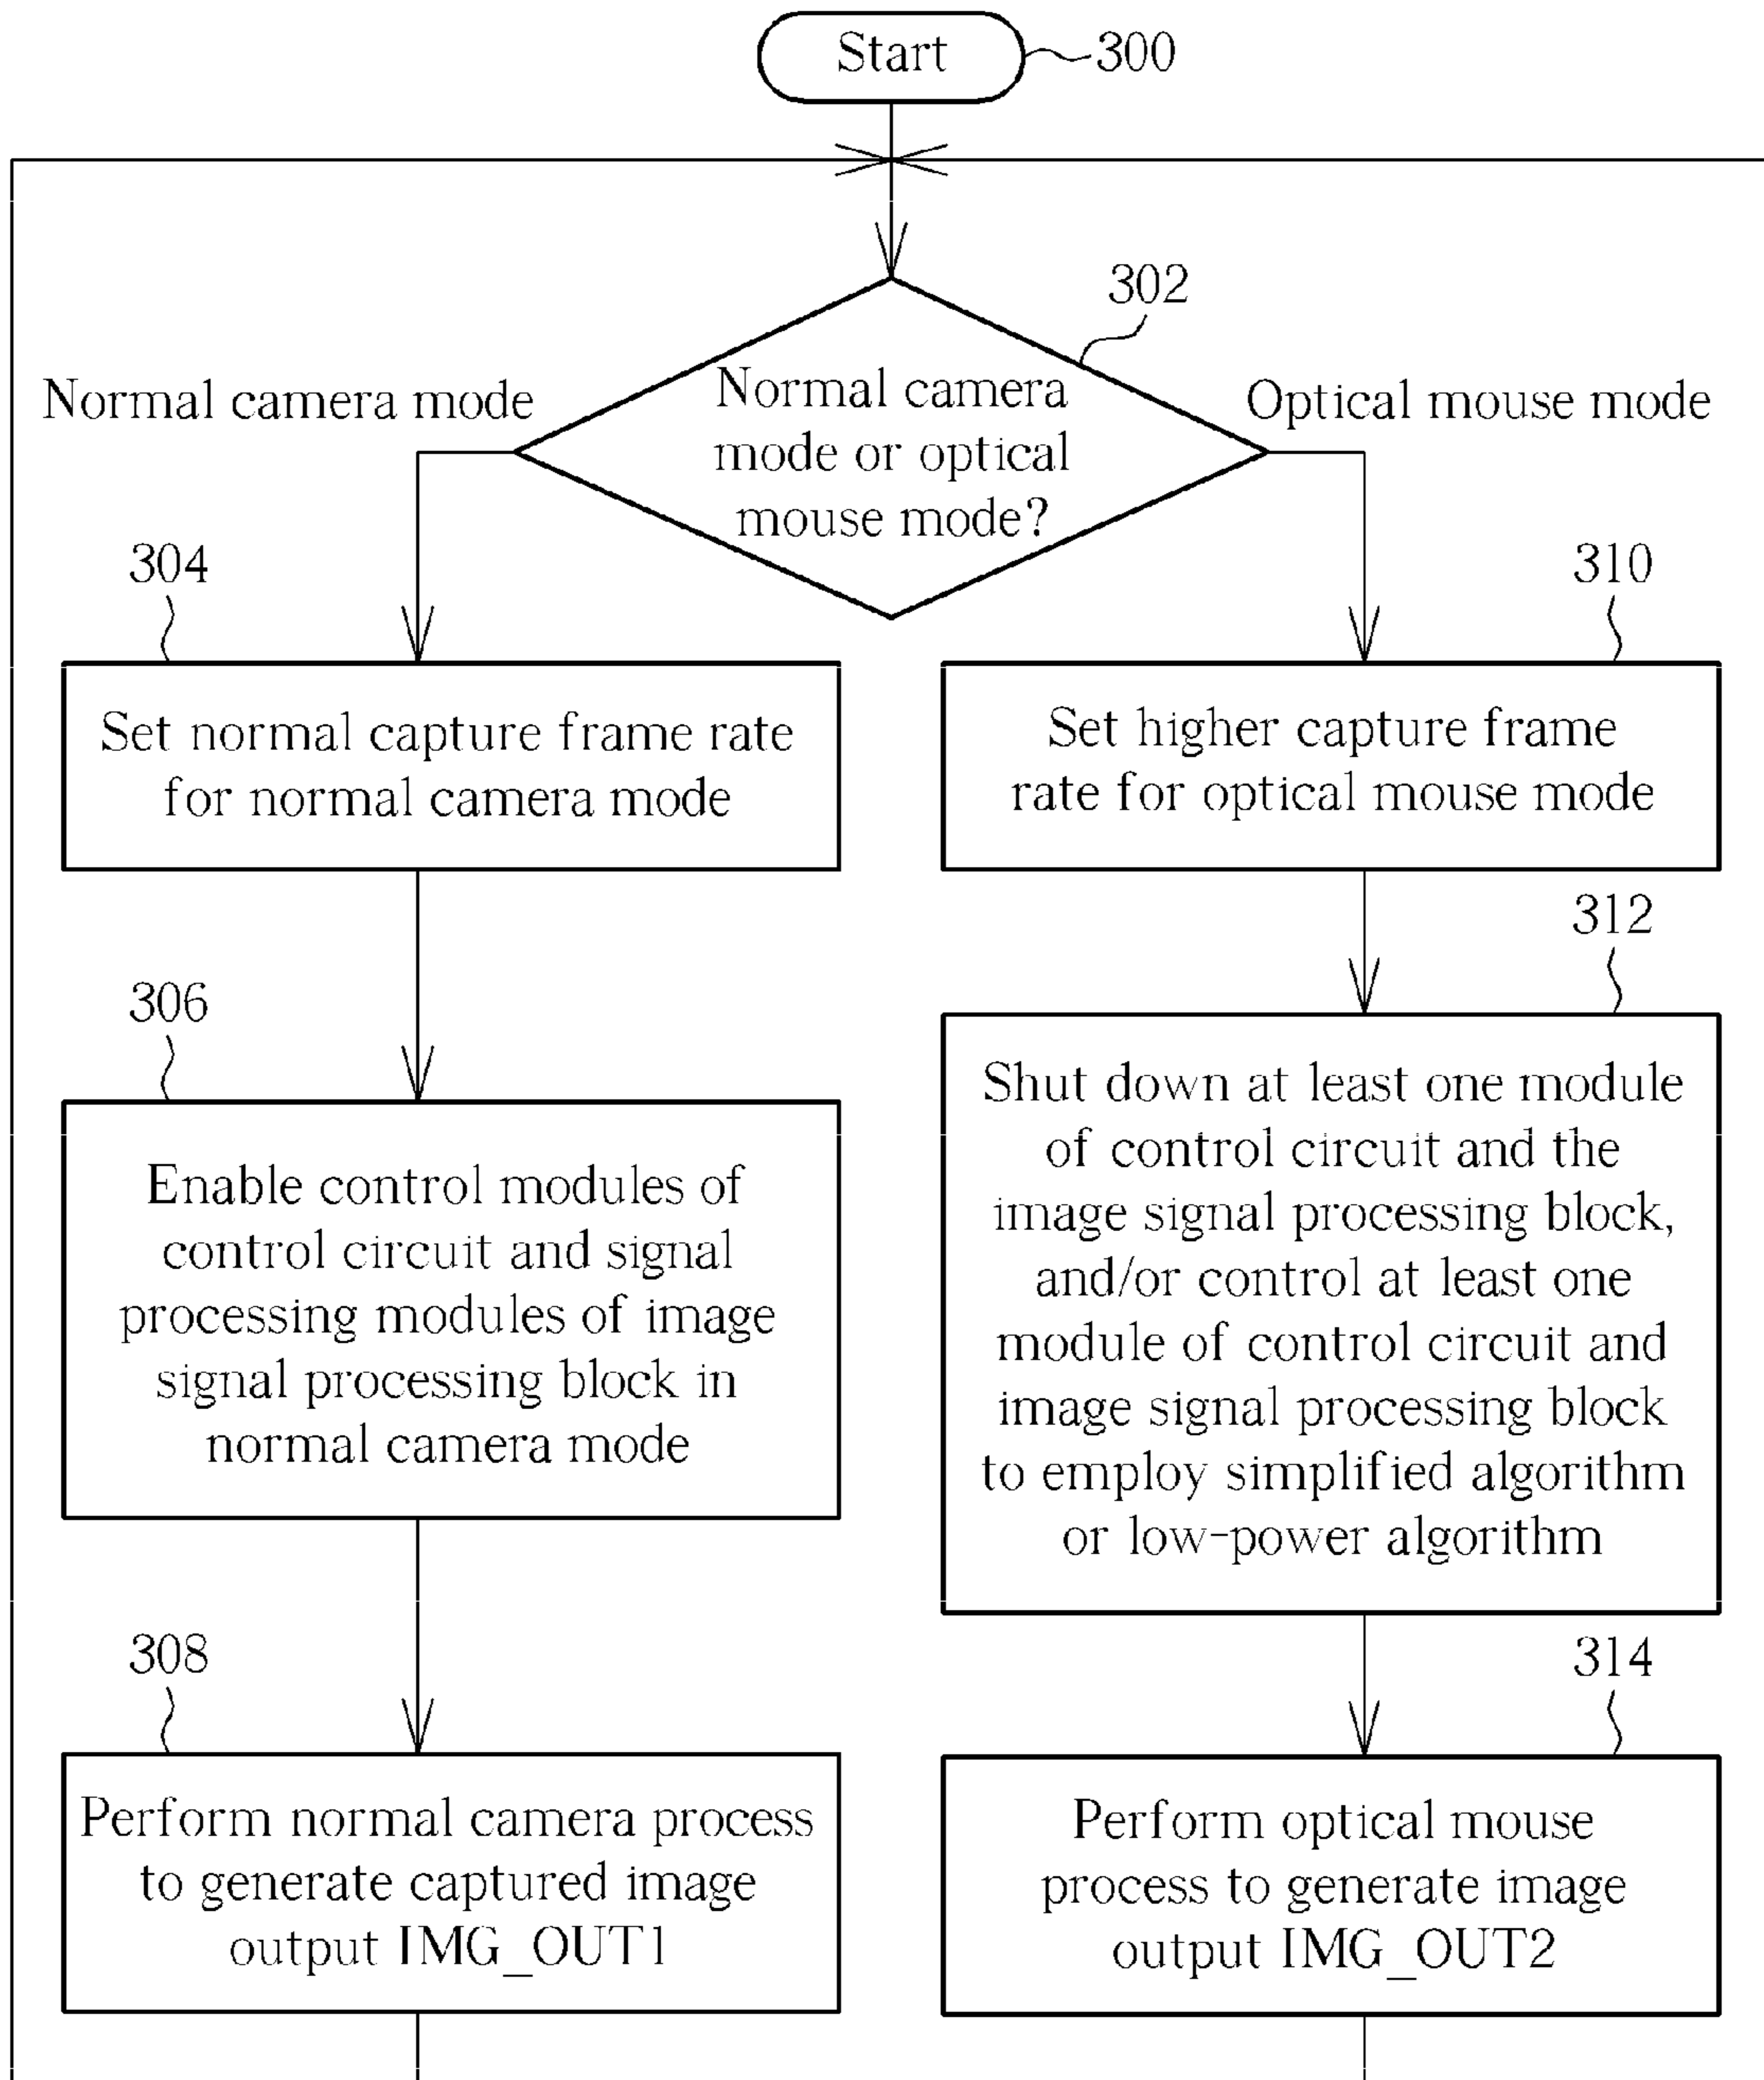 Start
300
302
Normal camera mode
Normal camera
mode or optical
mouse mode?
Optical mouse mode
304
Set normal capture frame rate
for normal camera mode
310
Set higher capture frame
rate for optical mouse mode
306
Enable control modules of
control circuit and signal
processing modules of image
signal processing block in
normal camera mode
312
Shut down at least one module
of control circuit and the
image signal processing block,
and/or control at least one
module of control circuit and
image signal processing block
to employ simplified algorithm
or low-power algorithm
308
Perform normal camera process
to generate captured image
output IMG_OUT1
314
Perform optical mouse
process to generate image
output IMG_OUT2